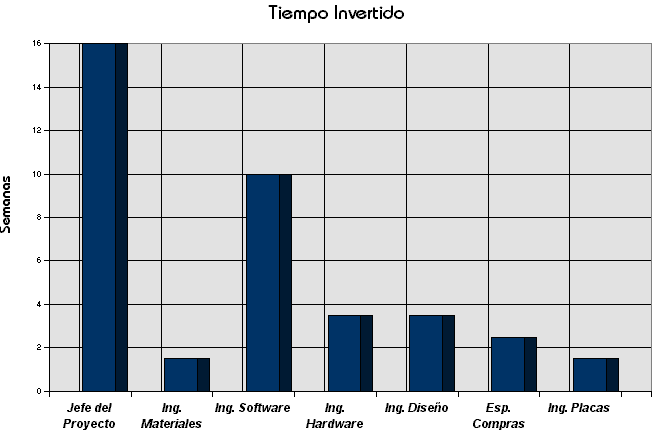 Tiempo Invertido
Semanas
16
14
12
10
8
6
4
2
0
Jefe del
Proyecto
Ing.
Materiales
Ing. Software
Ing.
Hardware
Ing. Diseño
Esp.
Compras
Ing. Placas